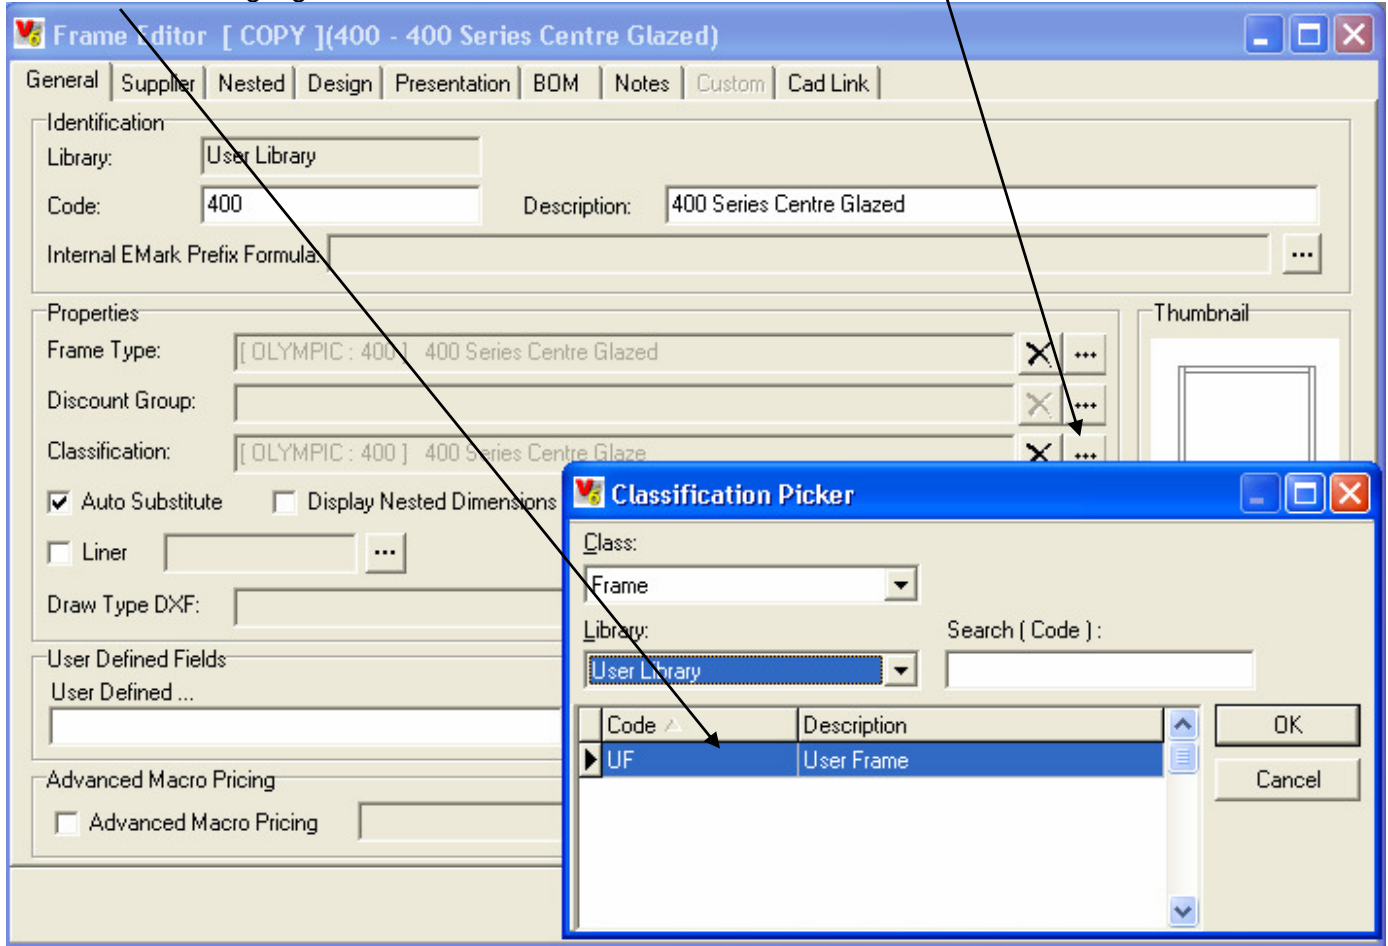 Frame Editor [ COPY ](400 - 400 Series Centre Glazed)
General Supplier Nested Design Presentation BOM Notes Custom Cad Link
Identification
Library: User Library
Code: 400 Description: 400 Series Centre Glazed
Internal EMark Prefix Formula: ...
Properties Thumbnail
Frame Type: [ OLYMPIC : 400 ] 400 Series Centre Glazed ...
Discount Group: ...
Classification: [ OLYMPIC : 400 ] 400 Series Centre Glaze ...
Auto Substitute Display Nested Dimensions
Liner ...
Draw Type DXF:
User Defined Fields
User Defined ...
Advanced Macro Pricing
Advanced Macro Pricing
Classification Picker
Class:
Frame
Library: Search ( Code ) :
User Library
Code Description OK
UF User Frame
Cancel